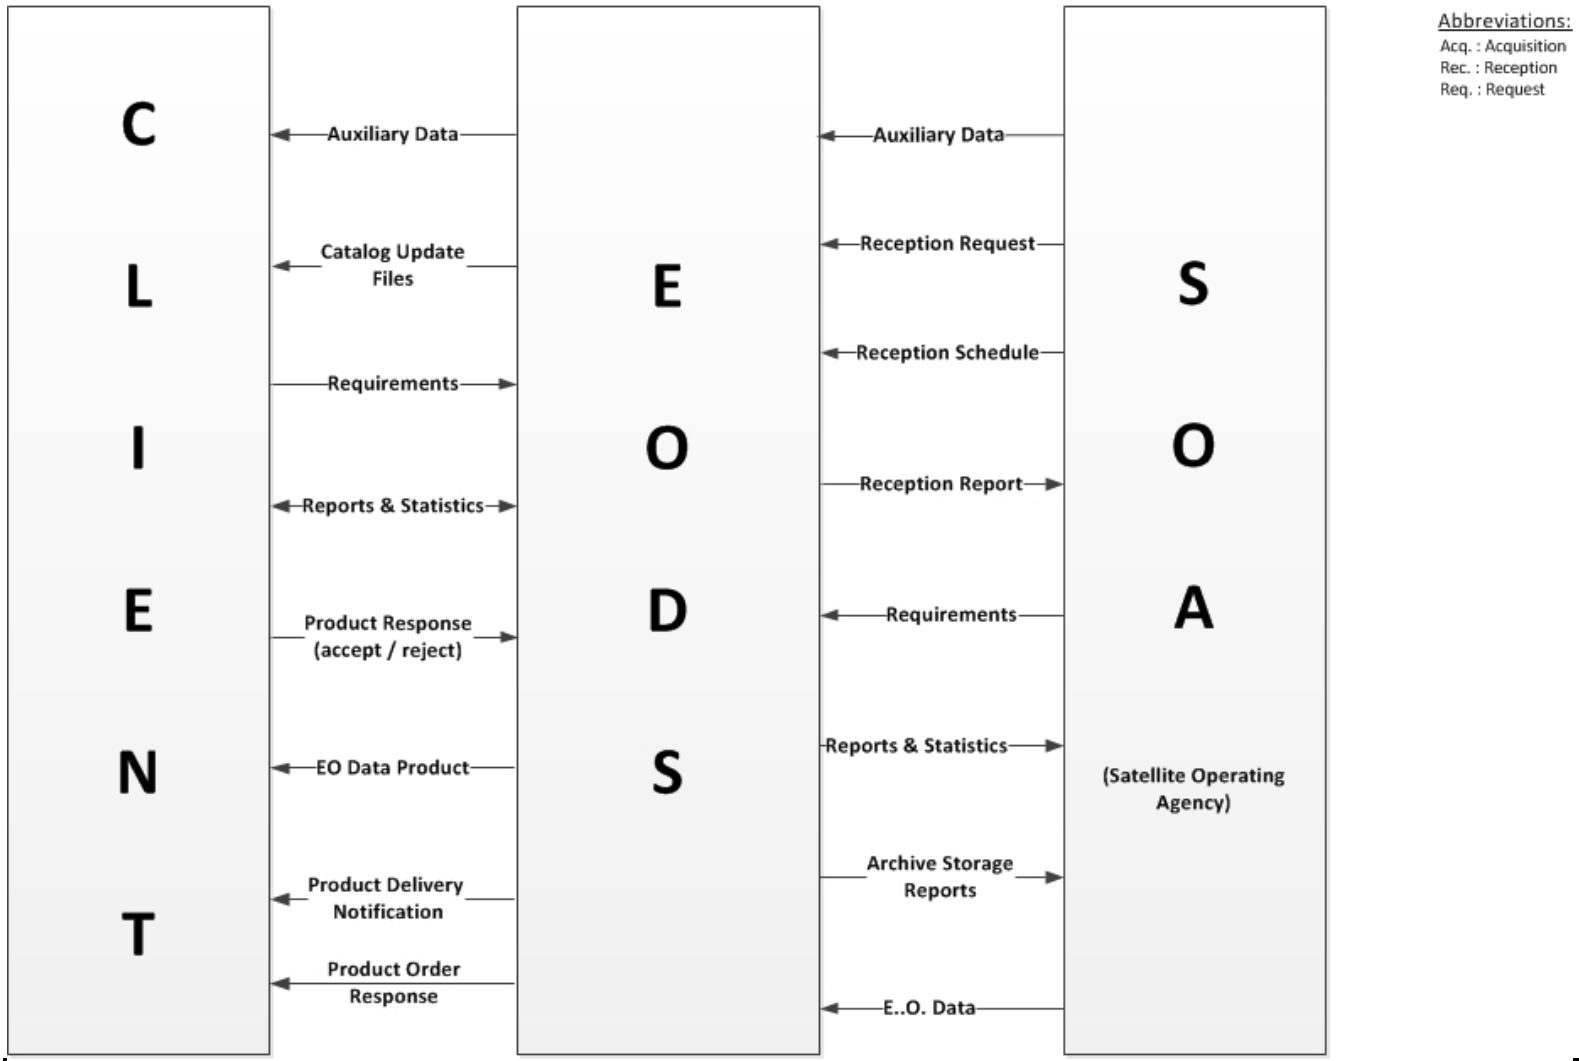 C
L
I
E
N
T
Auxiliary Data
Catalog Update
Files
Requirements
Reports & Statistics
Product Response
(accept / reject)
EO Data Product
Product Delivery
Notification
Product Order
Response
E
O
D
S
Auxiliary Data
Reception Request
Reception Schedule
Reception Report
Requirements
Reports & Statistics
Archive Storage
Reports
E..O. Data
S
O
A
(Satellite Operating
Agency)
Abbreviations:
Acq. : Acquisition
Rec. : Reception
Req. : Request